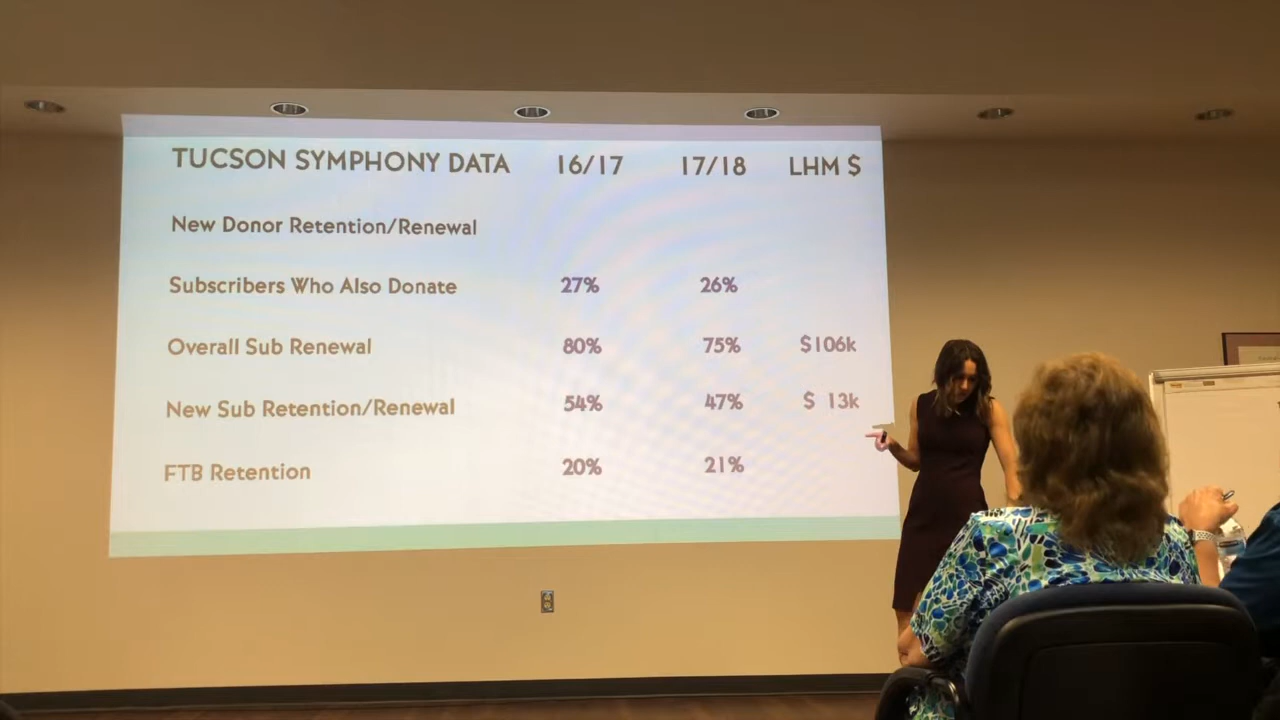 TUCSON SYMPHONY DATA 16/17 17/18 LHM $
New Donor Retention/Renewal
Subscribers Who Also Donate 27% 26%
Overall Sub Renewal 80% 75% $106k
New Sub Retention/Renewal 54% 47% $ 13k
FTB Retention 20% 21%